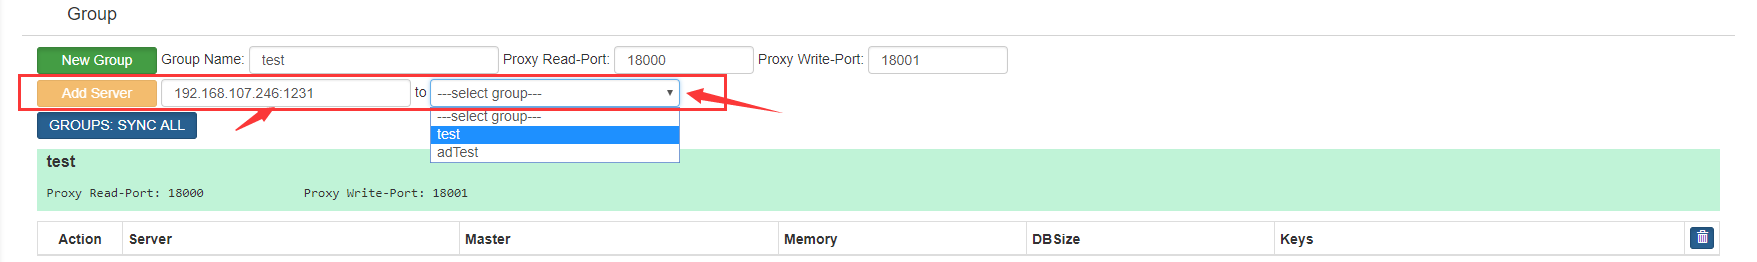 Group
New Group Group Name: test Proxy Read-Port: 18000 Proxy Write-Port: 18001
Add Server 192.168.107.246:1231 to ---select group---
---select group---
GROUPS: SYNC ALL
test
adTest
test
Proxy Read-Port: 18000 Proxy Write-Port: 18001
Action Server Master Memory DBSize Keys